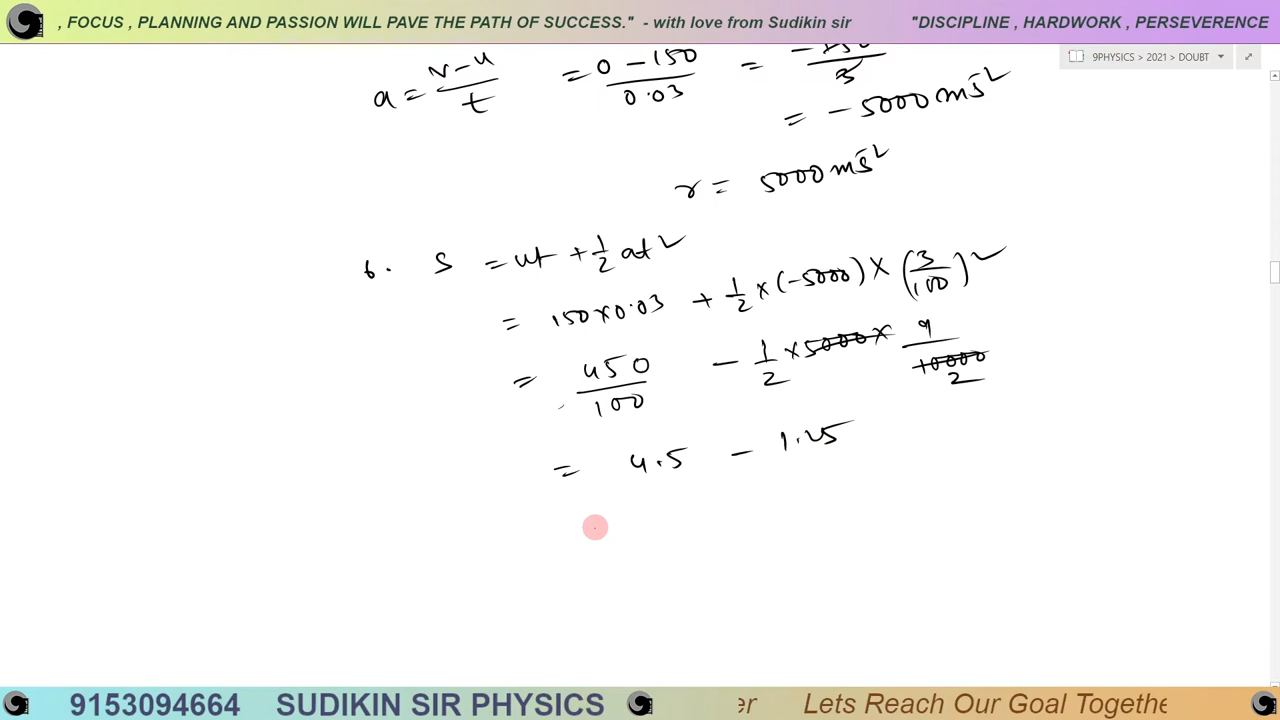 , FOCUS , PLANNING AND PASSION WILL PAVE THE PATH OF SUCCESS." - with love from Sudikin sir "DISCIPLINE , HARDWORK , PERSEVERENCE
9PHYSICS > 2021 > DOUBT
a = v-u/t = 0-150/0.03 = -150/3
= -5000 ms⁻²
r = 5000 ms⁻²
b. S = ut + 1/2 at²
= 150×0.03 + 1/2 × (-5000) × (3/100)²
= 450/100 - 1/2 × 5000 × 9/10000 2
= 4.5 - 1.25
9153094664 SUDIKIN SIR PHYSICS er Lets Reach Our Goal Togethe